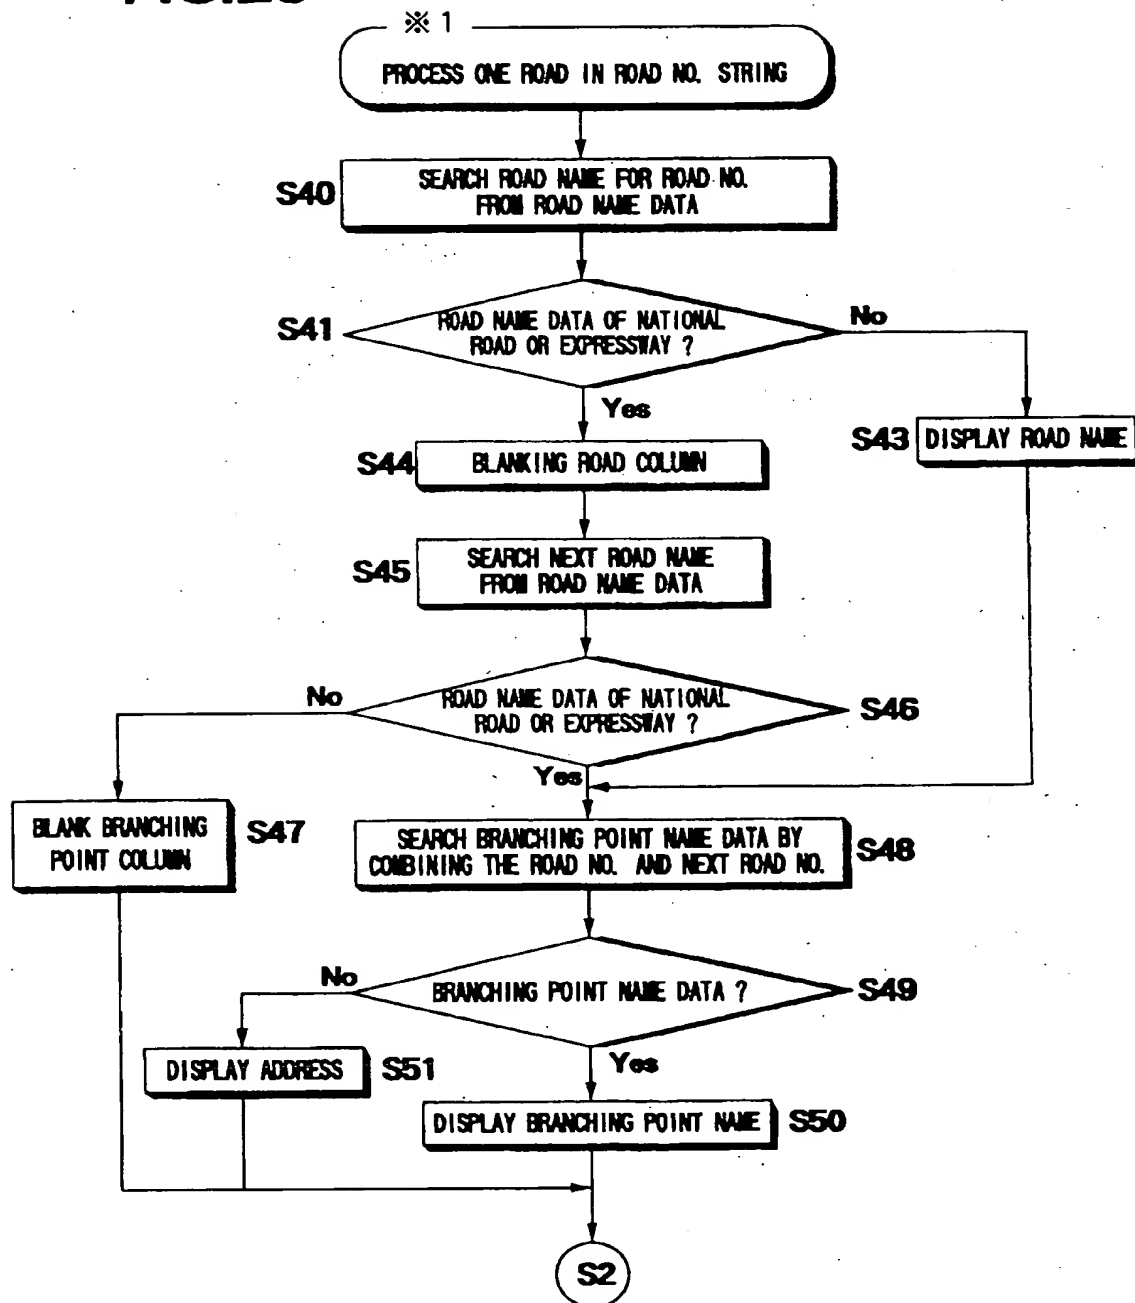 ※ 1
PROCESS ONE ROAD IN ROAD NO. STRING
S40
SEARCH ROAD NAME FOR ROAD NO.
FROM ROAD NAME DATA
S41
ROAD NAME DATA OF NATIONAL
ROAD OR EXPRESSWAY ?
No
Yes
S43
DISPLAY ROAD NAME
S44
BLANKING ROAD COLUMN
S45
SEARCH NEXT ROAD NAME
FROM ROAD NAME DATA
No
ROAD NAME DATA OF NATIONAL
ROAD OR EXPRESSWAY ?
S46
Yes
BLANK BRANCHING
POINT COLUMN
S47
SEARCH BRANCHING POINT NAME DATA BY
COMBINING THE ROAD NO. AND NEXT ROAD NO.
S48
No
BRANCHING POINT NAME DATA ?
S49
Yes
DISPLAY ADDRESS
S51
DISPLAY BRANCHING POINT NAME
S50
S2